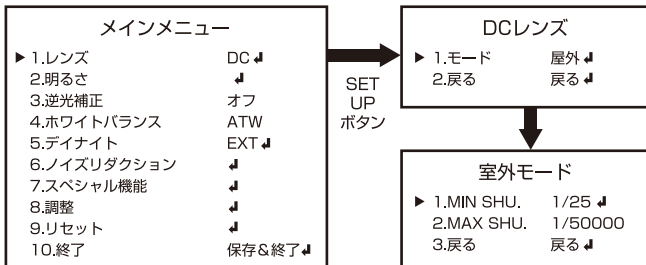 メインメニュー
▶ 1.レンズ DC↲
2.明るさ ↲
3.逆光補正 オフ
4.ホワイトバランス ATW
5.デイナイト EXT↲
6.ノイズリダクション ↲
7.スペシャル機能 ↲
8.調整 ↲
9.リセット ↲
10.終了 保存&終了↲
SET
UP
ボタン
DCレンズ
▶ 1.モード 屋外↲
2.戻る 戻る↲
室外モード
▶ 1.MIN SHU. 1/25↲
2.MAX SHU. 1/50000
3.戻る 戻る↲